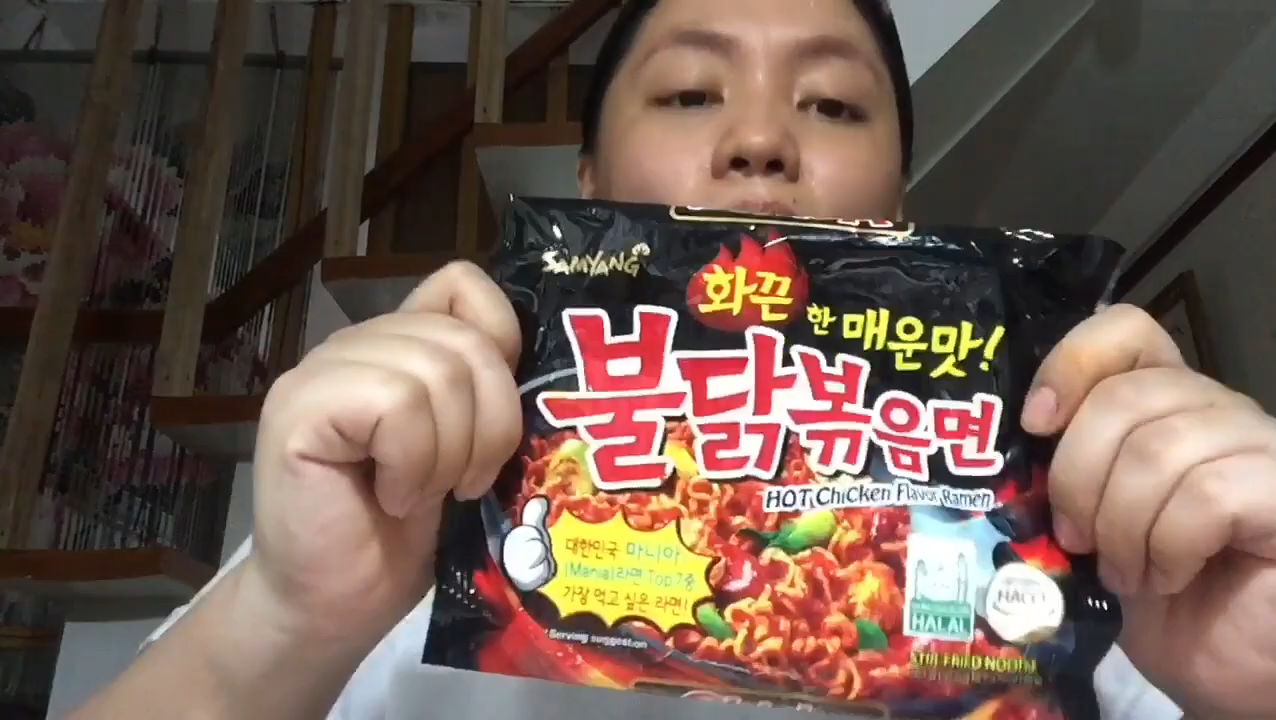 SAMYANG
화끈
한 매운맛!
불닭볶음면
HOT Chicken Flavor Ramen
대한민국 마니아
(Mania)라면 Top 7중
가장 먹고 싶은 라면!
HALAL
HACCP
Serving suggestion
STIR FRIED NOODLE